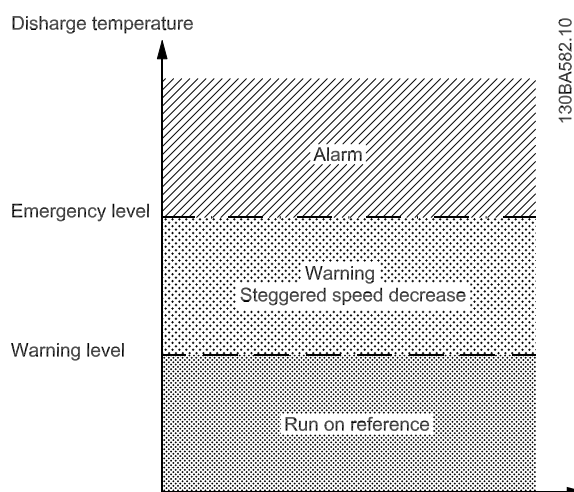 Disharge temperature
130BA582.10
Alarm
Emergency level
Warning
Steggered speed decrease
Warning level
Run on reference